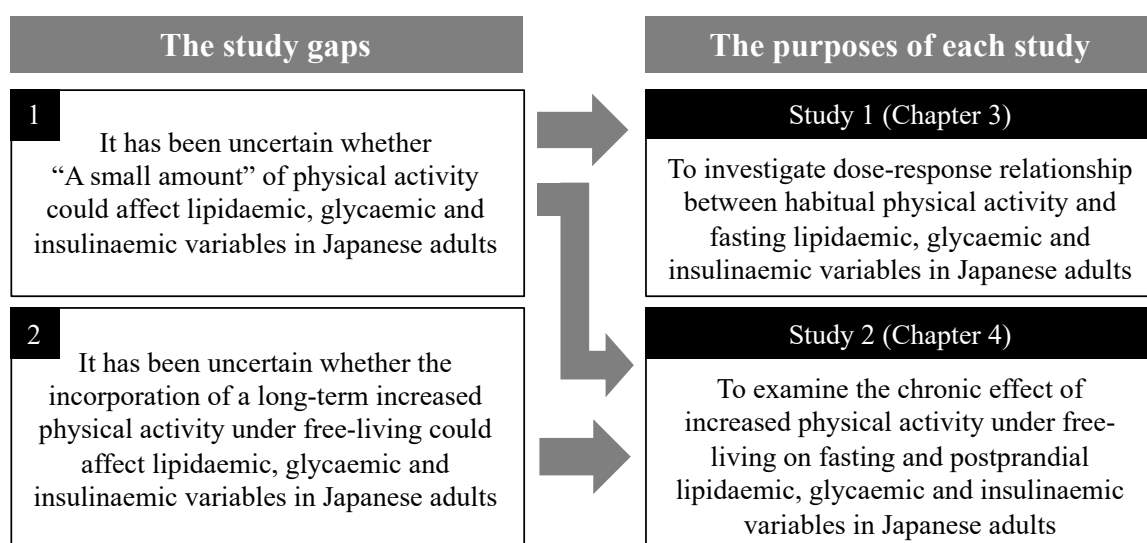 The study gaps
1
It has been uncertain whether
“A small amount” of physical activity
could affect lipidaemic, glycaemic and
insulinaemic variables in Japanese adults
2
It has been uncertain whether the
incorporation of a long-term increased
physical activity under free-living could
affect lipidaemic, glycaemic and
insulinaemic variables in Japanese adults
The purposes of each study
Study 1 (Chapter 3)
To investigate dose-response relationship
between habitual physical activity and
fasting lipidaemic, glycaemic and
insulinaemic variables in Japanese adults
Study 2 (Chapter 4)
To examine the chronic effect of
increased physical activity under free-
living on fasting and postprandial
lipidaemic, glycaemic and insulinaemic
variables in Japanese adults